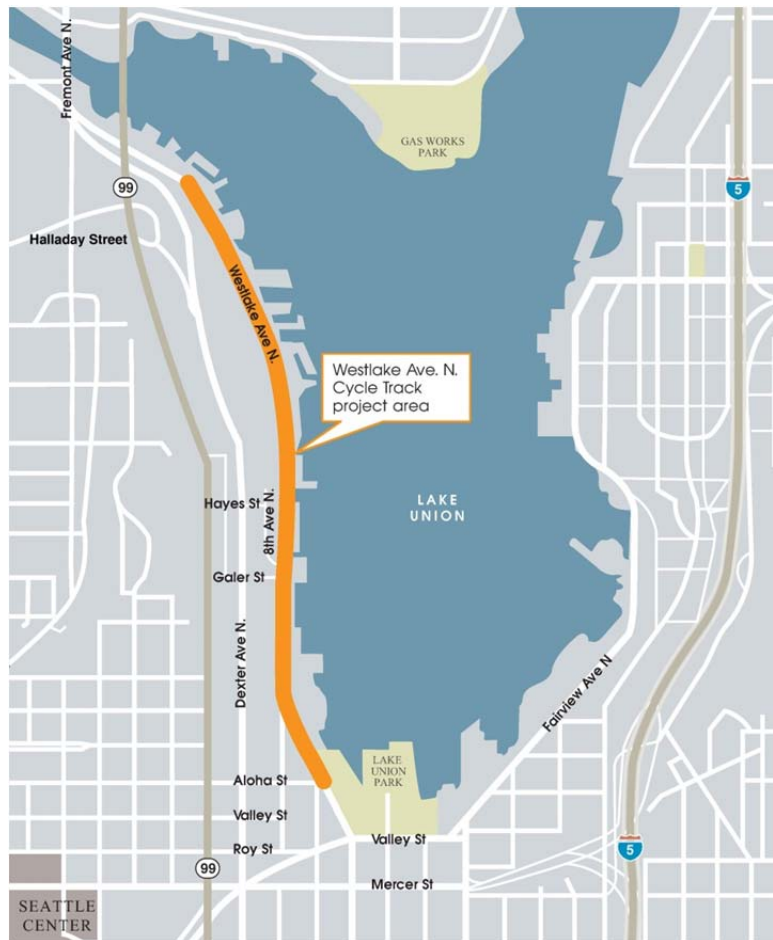 Fremont Ave N.
GAS WORKS
PARK
99
5
Halladay Street
Westlake Ave N.
Westlake Ave. N.
Cycle Track
project area
Hayes St
8th Ave N.
LAKE
UNION
Galer St
Dexter Ave N.
Fairview Ave N
LAKE
UNION
PARK
Aloha St
Valley St
Valley St
Roy St
5
99
Mercer St
SEATTLE
CENTER